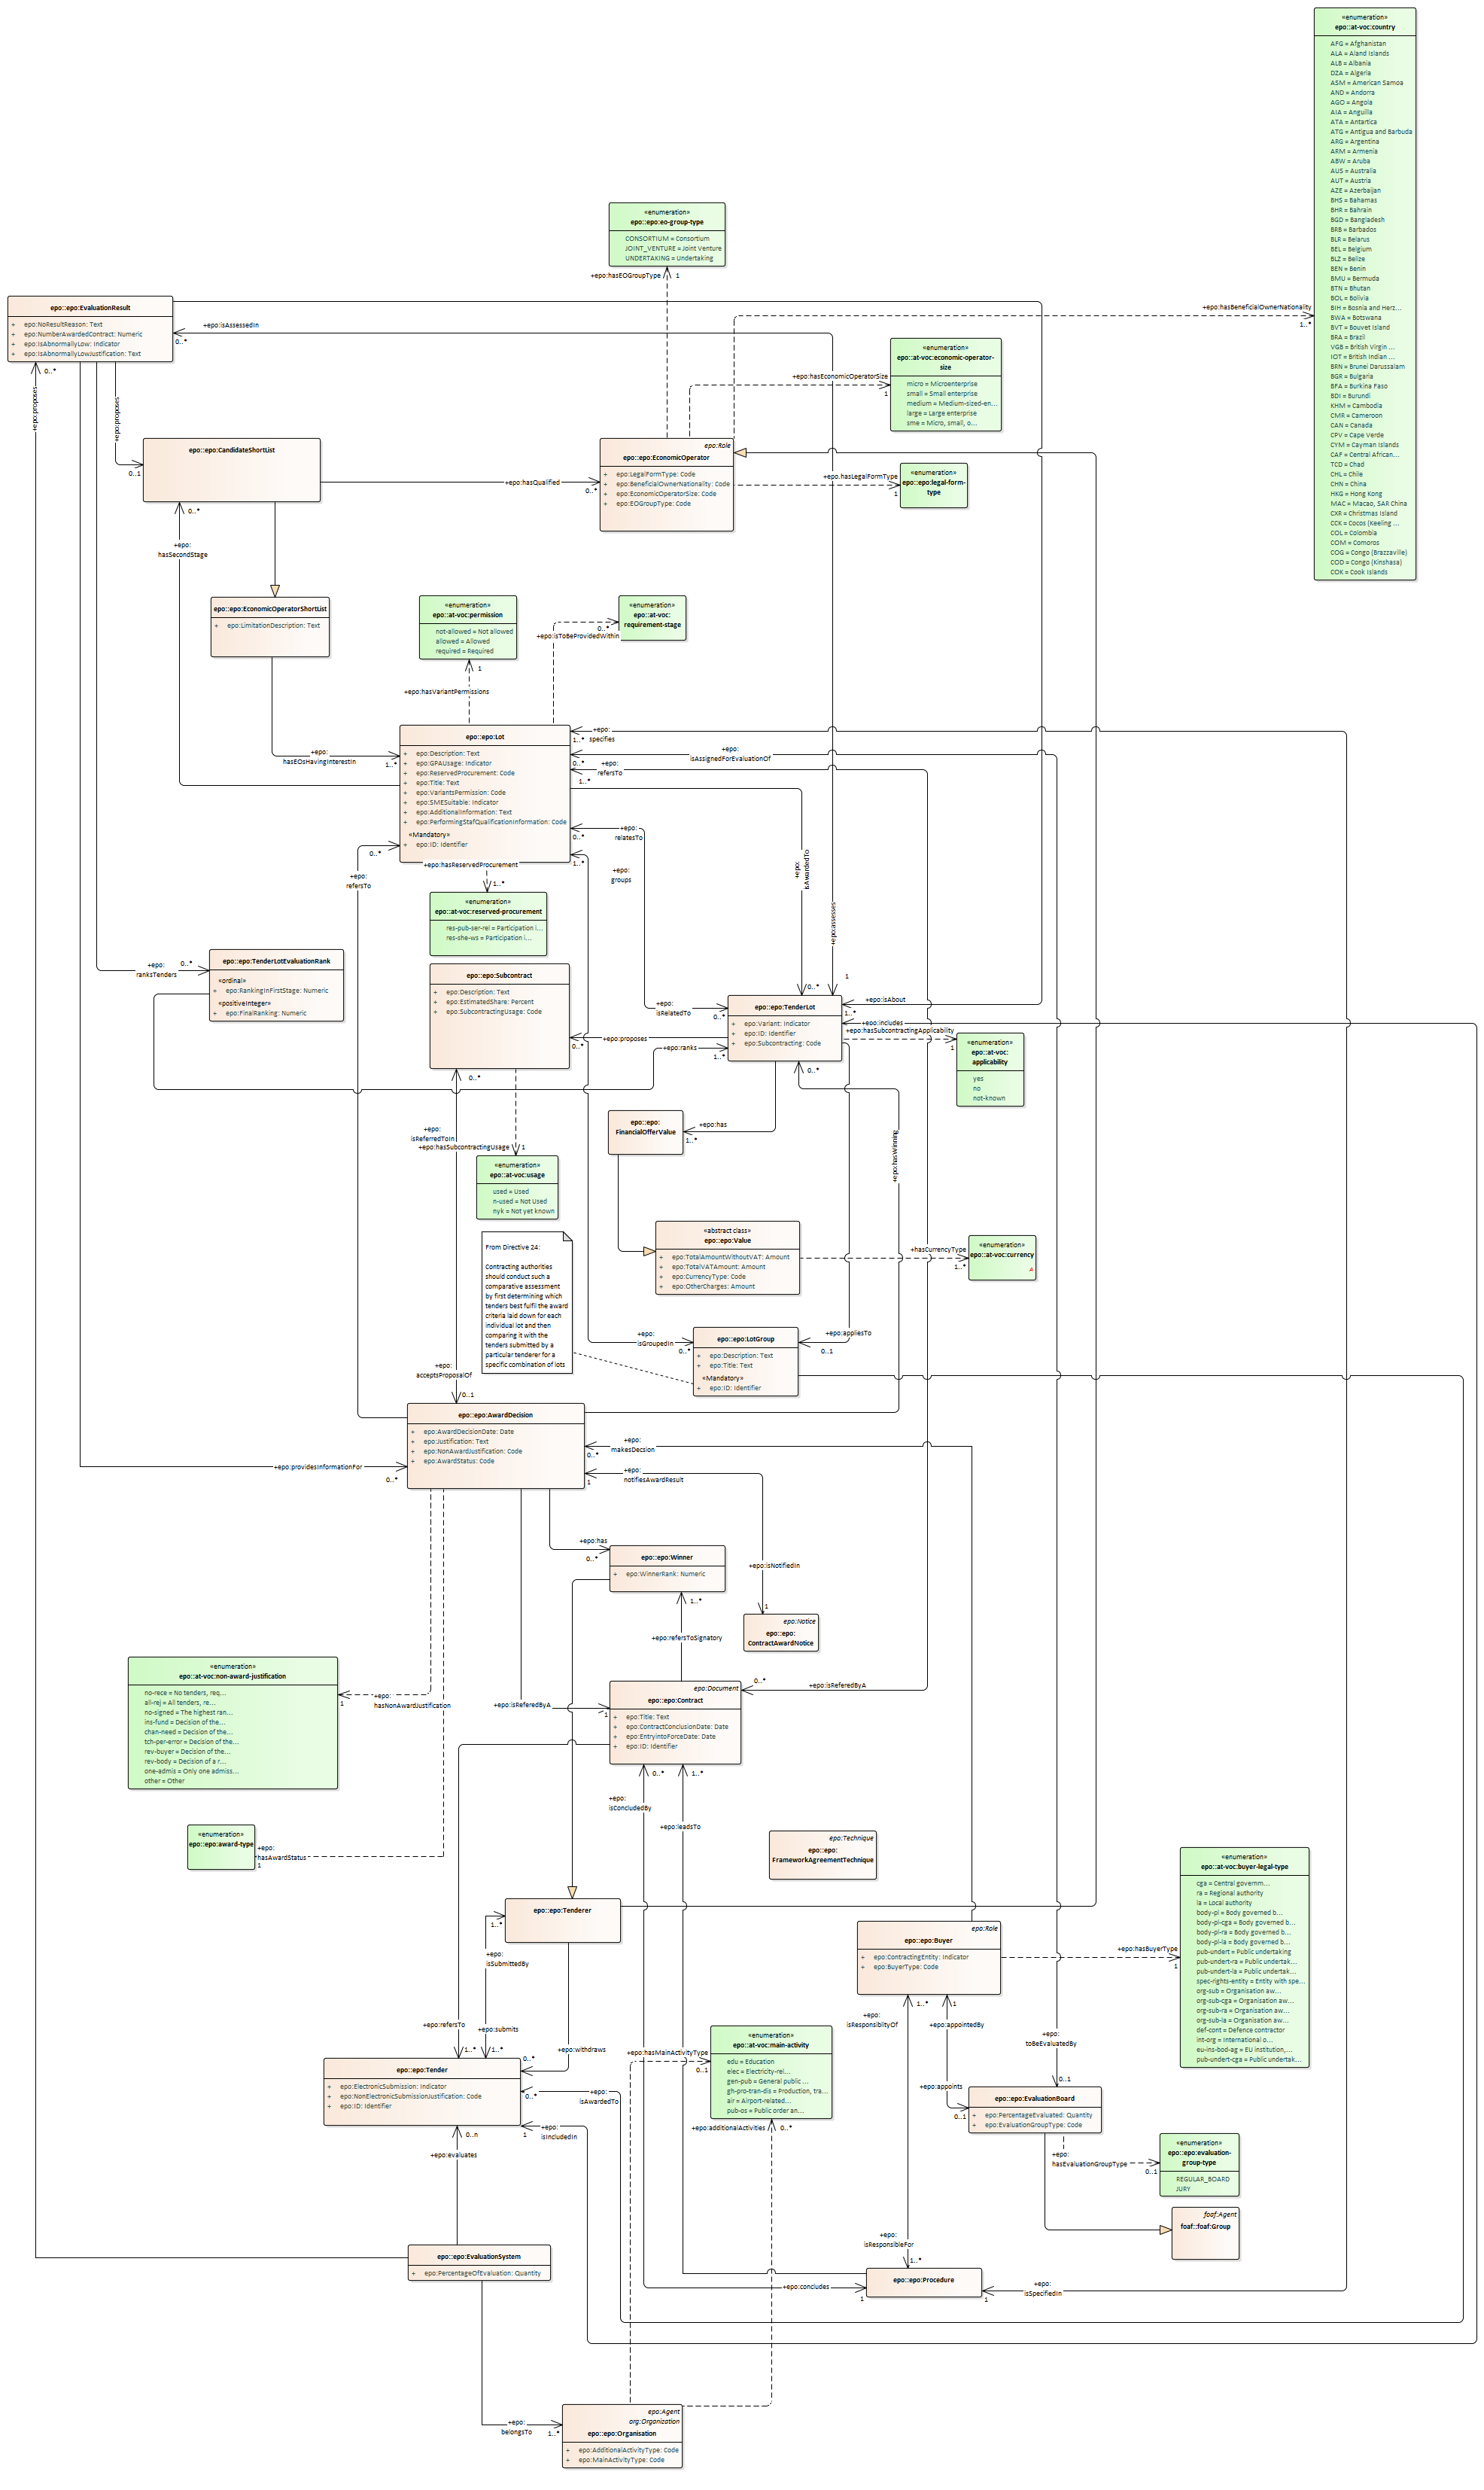 «enumeration»
epo::at-voc:country
AFG = Afghanistan
ALA = Aland Islands
ALB = Albania
DZA = Algeria
ASM = American Samoa
AND = Andorra
AGO = Angola
AIA = Anguilla
ATA = Antartica
ATG = Antigua and Barbuda
ARG = Argentina
ARM = Armenia
ABW = Aruba
AUS = Australia
AUT = Austria
AZE = Azerbaijan
BHS = Bahamas
BHR = Bahrain
BGD = Bangladesh
BRB = Barbados
BLR = Belarus
BEL = Belgium
BLZ = Belize
BEN = Benin
BMU = Bermuda
BTN = Bhutan
BOL = Bolivia
BIH = Bosnia and Herz...
BWA = Botswana
BVT = Bouvet Island
BRA = Brazil
VGB = British Virgin ...
IOT = British Indian ...
BRN = Brunei Darussalam
BGR = Bulgaria
BFA = Burkina Faso
BDI = Burundi
KHM = Cambodia
CMR = Cameroon
CAN = Canada
CPV = Cape Verde
CYM = Cayman Islands
CAF = Central African...
TCD = Chad
CHL = Chile
CHN = China
HKG = Hong Kong
MAC = Macao, SAR China
CXR = Christmas Island
CCK = Cocos (Keeling ...
COL = Colombia
COM = Comoros
COG = Congo (Brazzaville)
COD = Congo (Kinshasa)
COK = Cook Islands
«enumeration»
epo::epo:eo-group-type
CONSORTIUM = Consortium
JOINT_VENTURE = Joint Venture
UNDERTAKING = Undertaking
+epo:hasEOGroupType 1
+epo:hasBeneficialOwnerNationality
1..*
epo::epo:EvaluationResult
+ epo:NoResultReason: Text
+ epo:NumberAwardedContract: Numeric
+ epo:IsAbnormallyLow: Indicator
+ epo:IsAbnormallyLowJustification: Text
+epo:isAssessedIn
0..*
0..*
+epo:proposes
+epo:proposes
0..1
«enumeration»
epo::at-voc:economic-operator-
size
micro = Microenterprise
small = Small enterprise
medium = Medium-sized-en...
large = Large enterprise
sme = Micro, small, o...
+epo:hasEconomicOperatorSize
1
epo::epo:CandidateShortList
epo:Role
epo::epo:EconomicOperator
+ epo:LegalFormType: Code
+ epo:BeneficialOwnerNationality: Code
+ epo:EconomicOperatorSize: Code
+ epo:EOGroupType: Code
+epo:hasQualified
0..*
+epo.hasLegalFormType
1
«enumeration»
epo::epo:legal-form-
type
0..*
+epo:
hasSecondStage
epo::epo:EconomicOperatorShortList
+ epo:LimitationDescription: Text
«enumeration»
epo::at-voc:permission
not-allowed = Not allowed
allowed = Allowed
required = Required
1
+epo:hasVariantPermissions
«enumeration»
epo::at-voc:
requirement-stage
0..*
+epo:isToBeProvidedWithin
+epo:
hasEOsHavingInterestIn
1..*
epo::epo:Lot
+ epo:Description: Text
+ epo:GPAUsage: Indicator
+ epo:ReservedProcurement: Code
+ epo:Title: Text
+ epo:VariantsPermission: Code
+ epo:SMESuitable: Indicator
+ epo:AdditionalInformation: Text
+ epo:PerformingStafQualificationInformation: Code
«Mandatory»
+ epo:ID: Identifier
+epo:
specifies
1..*
+epo:
isAssignedForEvaluationOf
0..*
+epo:
refersTo
1..*
+epo:
relatesTo
0..*
+epo:
groups
1..*
+epo:
isAwardedTo
0..*
+epo:assesses
1
0..*
+epo:
refersTo
+epo:hasReservedProcurement
1..*
«enumeration»
epo::at-voc:reserved-procurement
res-pub-ser-rel = Participation i...
res-she-ws = Participation i...
+epo:
ranksTenders
0..*
epo::epo:TenderLotEvaluationRank
«ordinal»
+ epo:RankingInFirstStage: Numeric
«positiveInteger»
+ epo:FinalRanking: Numeric
epo::epo:Subcontract
+ epo:Description: Text
+ epo:EstimatedShare: Percent
+ epo:SubcontractingUsage: Code
+epo:
isRelatedTo
0..*
epo::epo:TenderLot
+ epo:Variant: Indicator
+ epo:ID: Identifier
+ epo:Subcontracting: Code
+epo:isAbout
1..*
+epo:includes
+epo:hasSubcontractingApplicability
1
+epo:proposes
0..*
+epo:ranks
1..*
«enumeration»
epo::at-voc:
applicability
yes
no
not-known
0..*
0..*
+epo:
isReferredToIn
+epo:hasSubcontractingUsage
1
«enumeration»
epo::at-voc:usage
used = Used
n-used = Not Used
nyk = Not yet known
epo::epo:
FinancialOfferValue
+epo:has
1..*
+epo:hasWinning
From Directive 24:
Contracting authorities
should conduct such a
comparative assessment
by first determining which
tenders best fulfil the award
criteria laid down for each
individual lot and then
comparing it with the
tenders submitted by a
particular tenderer for a
specific combination of lots
«abstract class»
epo::epo:Value
+ epo:TotalAmountWithoutVAT: Amount
+ epo:TotalVATAmount: Amount
+ epo:CurrencyType: Code
+ epo:OtherCharges: Amount
+hasCurrencyType
1..*
«enumeration»
epo::at-voc:currency
+epo:
isGroupedIn
0..*
epo::epo:LotGroup
+ epo:Description: Text
+ epo:Title: Text
«Mandatory»
+ epo:ID: Identifier
+epo:appliesTo
0..1
+epo:
acceptsProposalOf
0..1
epo::epo:AwardDecision
+ epo:AwardDecisionDate: Date
+ epo:Justification: Text
+ epo:NonAwardJustification: Code
+ epo:AwardStatus: Code
+epo:providesInformationFor
0..*
+epo:
makesDecsion
0..*
+epo:
notifiesAwardResult
1
+epo:has
0..*
epo::epo:Winner
+ epo:WinnerRank: Numeric
+epo:isNotifiedIn
1
1..*
epo:Notice
epo::epo:
ContractAwardNotice
+epo:refersToSignatory
«enumeration»
epo::at-voc:non-award-justification
no-rece = No tenders, req...
all-rej = All tenders, re...
no-signed = The highest ran...
ins-fund = Decision of the...
chan-need = Decision of the...
tch-per-error = Decision of the...
rev-buyer = Decision of the...
rev-body = Decision of a r...
one-admis = Only one admiss...
other = Other
+epo:
hasNonAwardJustification
1
+epo:isReferedByA
1
epo:Document
epo::epo:Contract
+ epo:Title: Text
+ epo:ContractConclusionDate: Date
+ epo:EntryintoForceDate: Date
+ epo:ID: Identifier
0..*
+epo:isReferedByA
0..*
1..*
+epo:
isConcludedBy
+epo:leadsTo
«enumeration»
epo::epo:award-type
+epo:
hasAwardStatus
1
epo:Technique
epo::epo:
FrameworkAgreementTechnique
«enumeration»
epo::at-voc:buyer-legal-type
cga = Central governm...
ra = Regional authority
la = Local authority
body-pl = Body governed b...
body-pl-cga = Body governed b...
body-pl-ra = Body governed b...
body-pl-la = Body governed b...
pub-undert = Public undertaking
pub-undert-ra = Public undertak...
pub-undert-la = Public undertak...
spec-rights-entity = Entity with spe...
org-sub = Organisation aw...
org-sub-cga = Organisation aw...
org-sub-ra = Organisation aw...
org-sub-la = Organisation aw...
def-cont = Defence contractor
int-org = International o...
eu-ins-bod-ag = EU institution,...
pub-undert-cga = Public undertak...
epo::epo:Tenderer
1..*
+epo:
isSubmittedBy
epo:Role
epo::epo:Buyer
+ epo:ContractingEntity: Indicator
+ epo:BuyerType: Code
+epo:hasBuyerType
1
1..*
+epo:
isResponsiblityOf
1
+epo:appointedBy
+epo:
refersTo
1..*
+epo:submits
1..*
+epo:withdraws
0..*
«enumeration»
epo::at-voc:main-activity
edu = Education
elec = Electricity-rel...
gen-pub = General public ...
gh-pro-tran-dis = Production, tra...
air = Airport-related...
pub-os = Public order an...
+epo:hasMainActivityType
0..1
+epo:additionalActivities 0..*
+epo:
toBeEvaluatedBy
0..1
epo::epo:Tender
+ epo:ElectronicSubmission: Indicator
+ epo:NonElectronicSubmissionJustification: Code
+ epo:ID: Identifier
+epo:
isAwardedTo
0..*
+epo:
isIncludedIn
1
0..n
+epo:evaluates
+epo:appoints
0..1
epo::epo:EvaluationBoard
+ epo:PercentageEvaluated: Quantity
+ epo:EvaluationGroupType: Code
+epo:
hasEvaluationGroupType
0..1
«enumeration»
epo::epo:evaluation-
group-type
REGULAR_BOARD
JURY
foaf:Agent
foaf::foaf:Group
+epo:
isResponsibleFor
1..*
epo::epo:EvaluationSystem
+ epo:PercentageOfEvaluation: Quantity
epo::epo:Procedure
+epo:concludes
1
+epo:
isSpecifiedIn
1
+epo:
belongsTo
1..*
epo:Agent
org:Organization
epo::epo:Organisation
+ epo:AdditionalActivityType: Code
+ epo:MainActivityType: Code